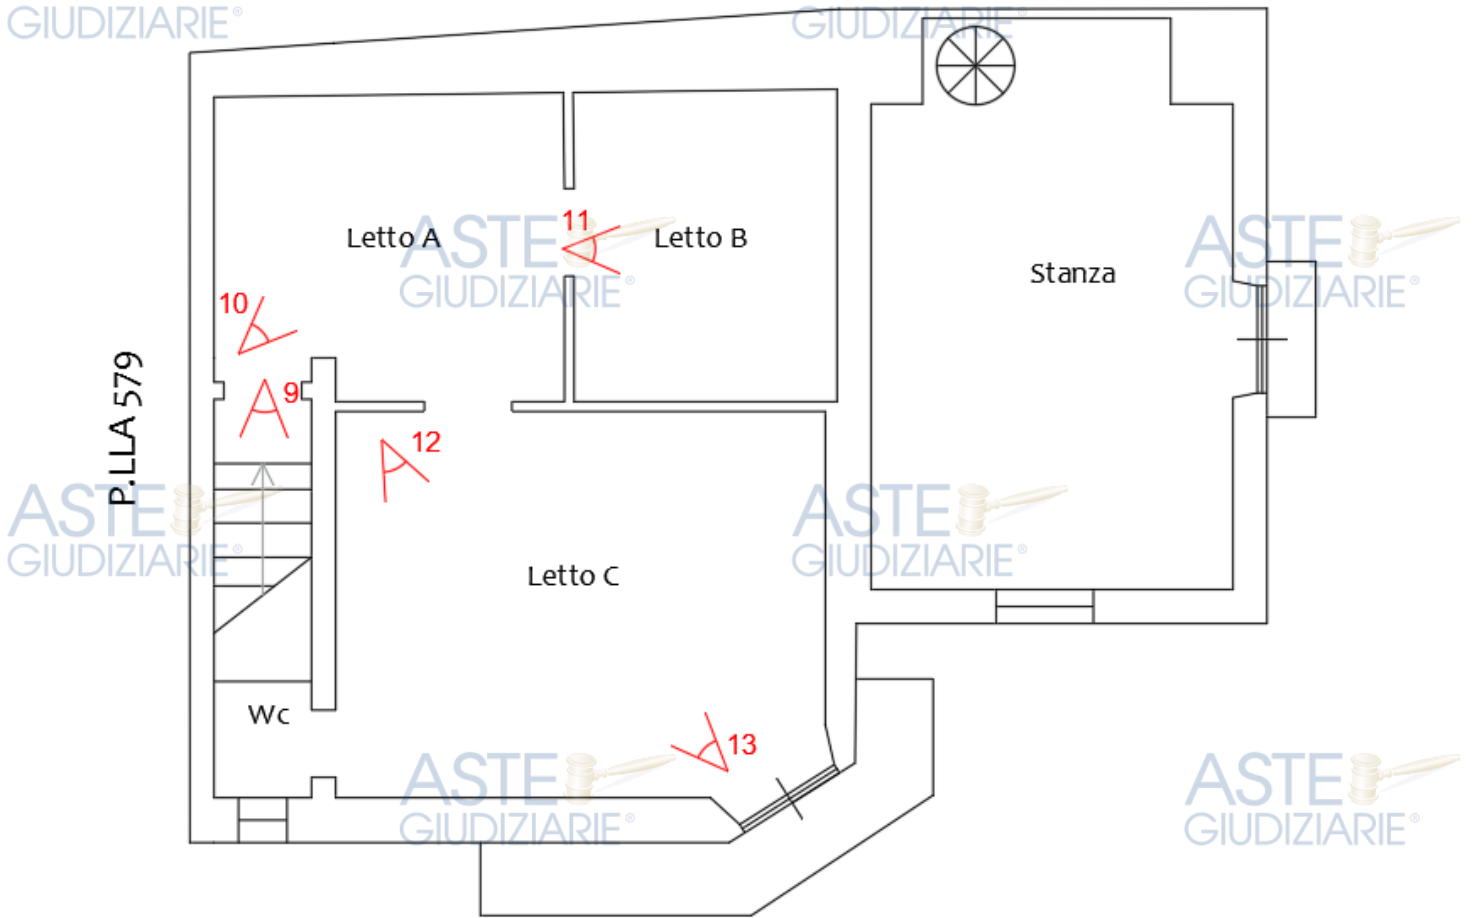 GIUDIZIARIE®
GIUDIZIARIE®
11
Letto A
Letto B
ASTE
GIUDIZIARIE®
ASTE
GIUDIZIARIE®
Stanza
10
9
P.LLA 579
12
ASTE
GIUDIZIARIE®
ASTE
GIUDIZIARIE®
Letto C
Wc
13
ASTE
GIUDIZIARIE®
ASTE
GIUDIZIARIE®